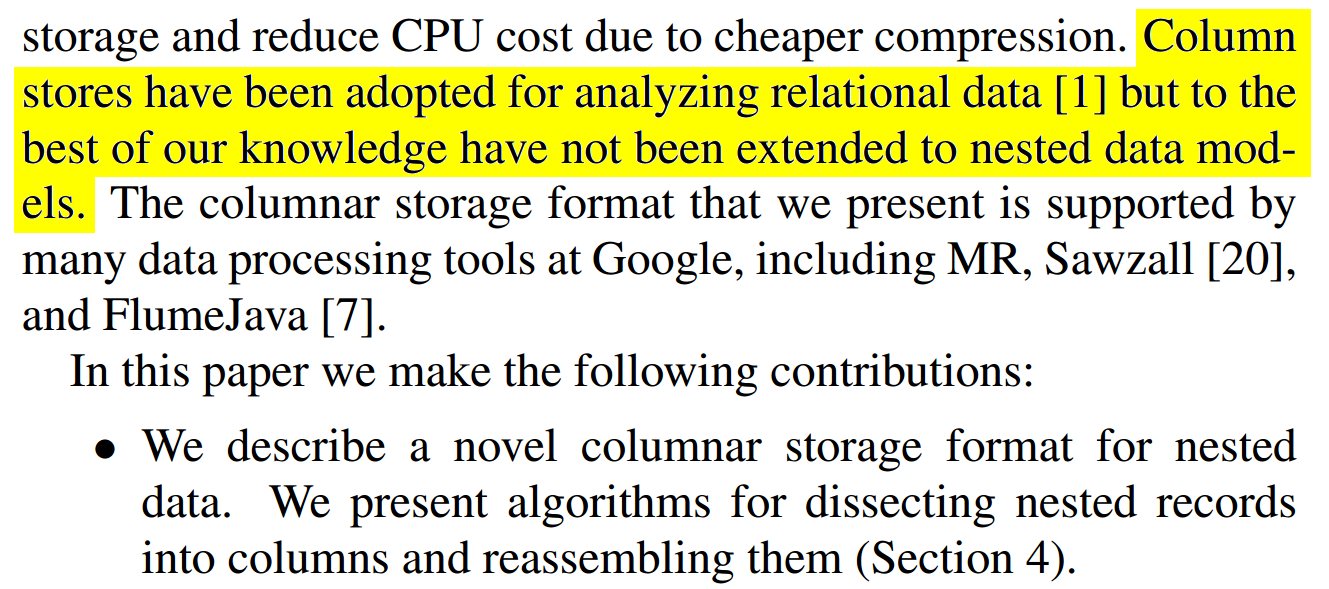 storage and reduce CPU cost due to cheaper compression. Column
stores have been adopted for analyzing relational data [1] but to the
best of our knowledge have not been extended to nested data mod-
els. The columnar storage format that we present is supported by
many data processing tools at Google, including MR, Sawzall [20],
and FlumeJava [7].
In this paper we make the following contributions:
• We describe a novel columnar storage format for nested
data. We present algorithms for dissecting nested records
into columns and reassembling them (Section 4).